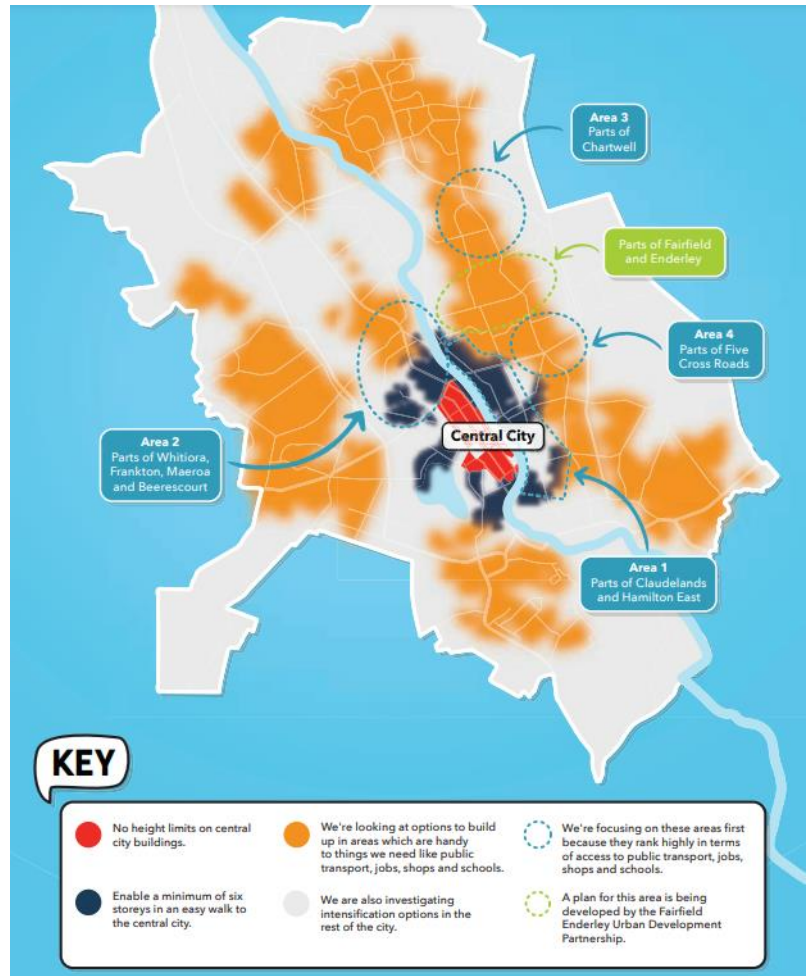 Area 3
Parts of
Chartwell
Parts of Fairfield
and Enderley
Area 4
Parts of Five
Cross Roads
Central City
Area 2
Parts of Whitiora,
Frankton, Maeroa
and Beerescourt
Area 1
Parts of Claudelands
and Hamilton East
KEY
No height limits on central
city buildings.
We're looking at options to build
up in areas which are handy
to things we need like public
transport, jobs, shops and schools.
We're focusing on these areas first
because they rank highly in terms
of access to public transport, jobs,
shops and schools.
Enable a minimum of six
storeys in an easy walk to
the central city.
We are also investigating
intensification options in the
rest of the city.
A plan for this area is being
developed by the Fairfield
Enderley Urban Development
Partnership.